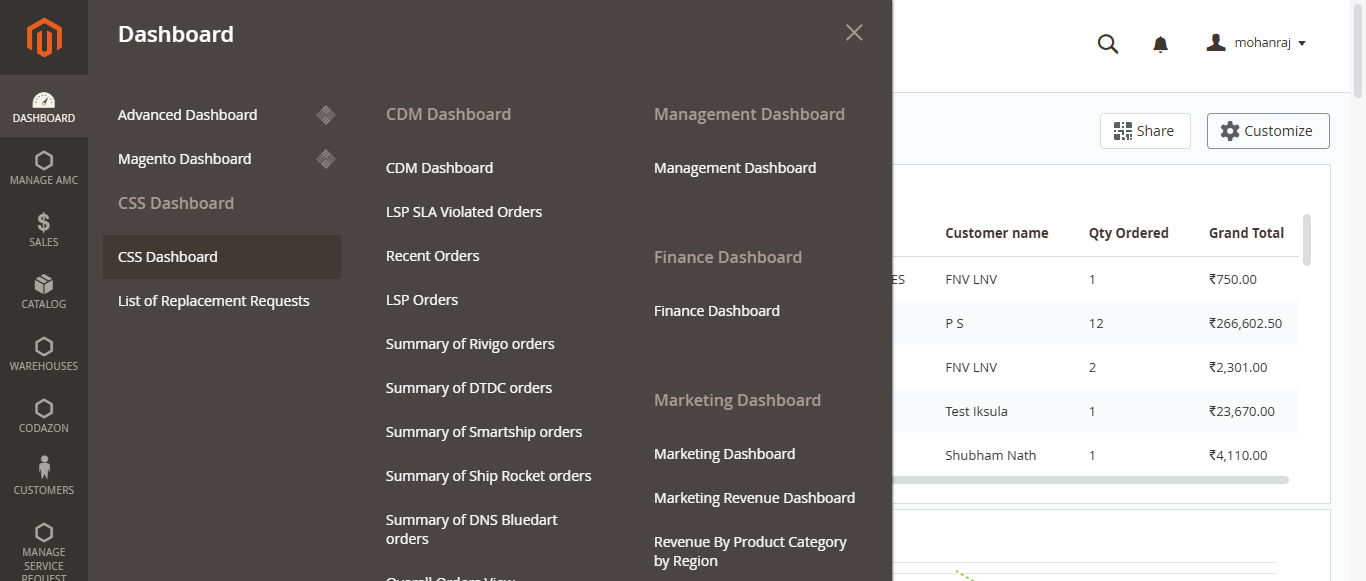 DASHBOARD
MANAGE AMC
$
SALES
CATALOG
WAREHOUSES
CODAZON
CUSTOMERS
MANAGE
SERVICE
REQUEST
Dashboard
Advanced Dashboard
Magento Dashboard
CSS Dashboard
CSS Dashboard
List of Replacement Requests
CDM Dashboard
CDM Dashboard
LSP SLA Violated Orders
Recent Orders
LSP Orders
Summary of Rivigo orders
Summary of DTDC orders
Summary of Smartship orders
Summary of Ship Rocket orders
Summary of DNS Bluedart
orders
Overall Orders View
Management Dashboard
Management Dashboard
Finance Dashboard
Finance Dashboard
Marketing Dashboard
Marketing Dashboard
Marketing Revenue Dashboard
Revenue By Product Category
by Region
mohanraj
Share
Customize
Customer name Qty Ordered Grand Total
ES FNV LNV 1 ₹750.00
P S 12 ₹266,602.50
FNV LNV 2 ₹2,301.00
Test Iksula 1 ₹23,670.00
Shubham Nath 1 ₹4,110.00